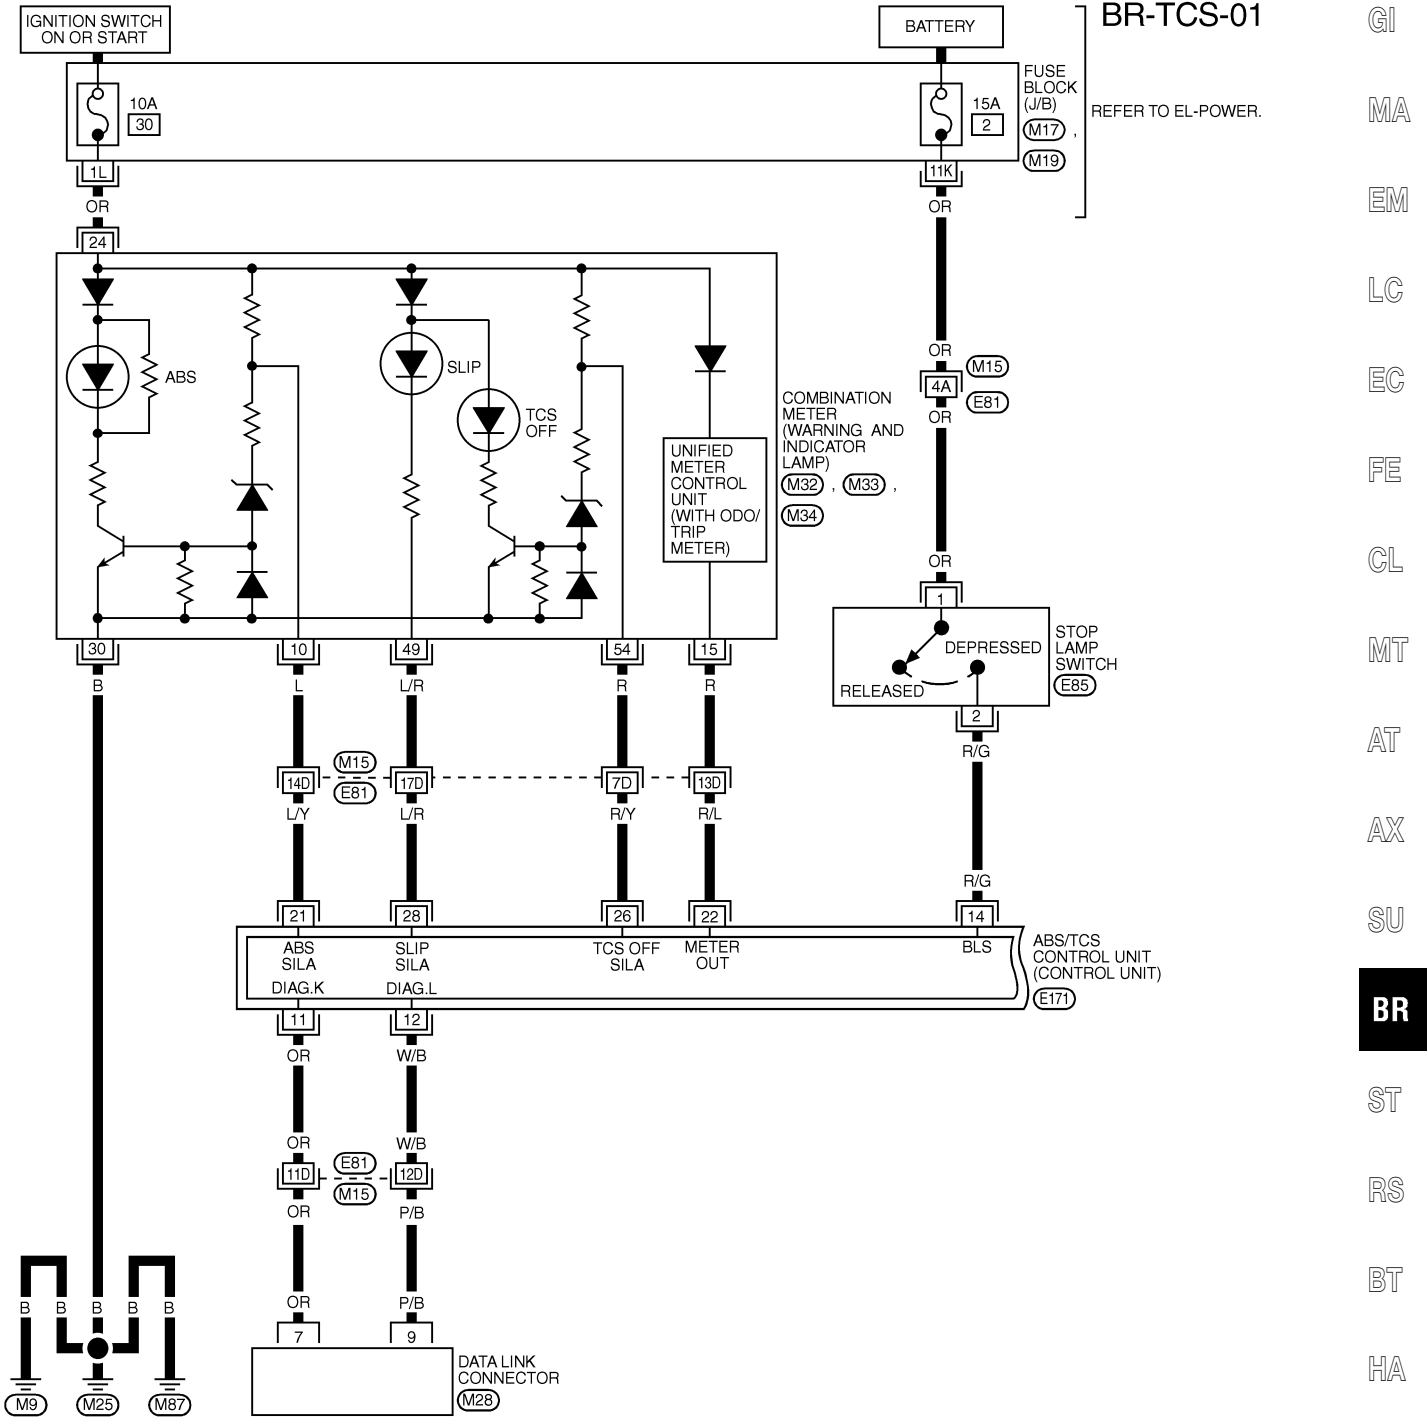 IGNITION SWITCH
ON OR START
BATTERY
BR-TCS-01
10A
30
15A
2
FUSE
BLOCK
(J/B)
M17 ,
M19
REFER TO EL-POWER.
1L
11K
OR
OR
24
ABS
SLIP
TCS
OFF
UNIFIED
METER
CONTROL
UNIT
(WITH ODO/
TRIP
METER)
COMBINATION
METER
(WARNING AND
INDICATOR
LAMP)
M32 , M33 ,
M34
OR
M15
4A
E81
OR
OR
1
DEPRESSED
RELEASED
STOP
LAMP
SWITCH
E85
2
R/G
30 10 49 54 15
B L L/R R R
M15
14D 17D 7D 13D
E81
L/Y L/R R/Y R/L
R/G
21 28 26 22 14
ABS
SILA
SLIP
SILA
TCS OFF
SILA
METER
OUT
BLS
DIAG.K DIAG.L
ABS/TCS
CONTROL UNIT
(CONTROL UNIT)
E171
11 12
OR W/B
OR W/B
E81
11D 12D
M15
OR P/B
OR P/B
7 9
DATA LINK
CONNECTOR
M28
B B B B B
M9 M25 M87
GI
MA
EM
LC
EC
FE
CL
MT
AT
AX
SU
BR
ST
RS
BT
HA